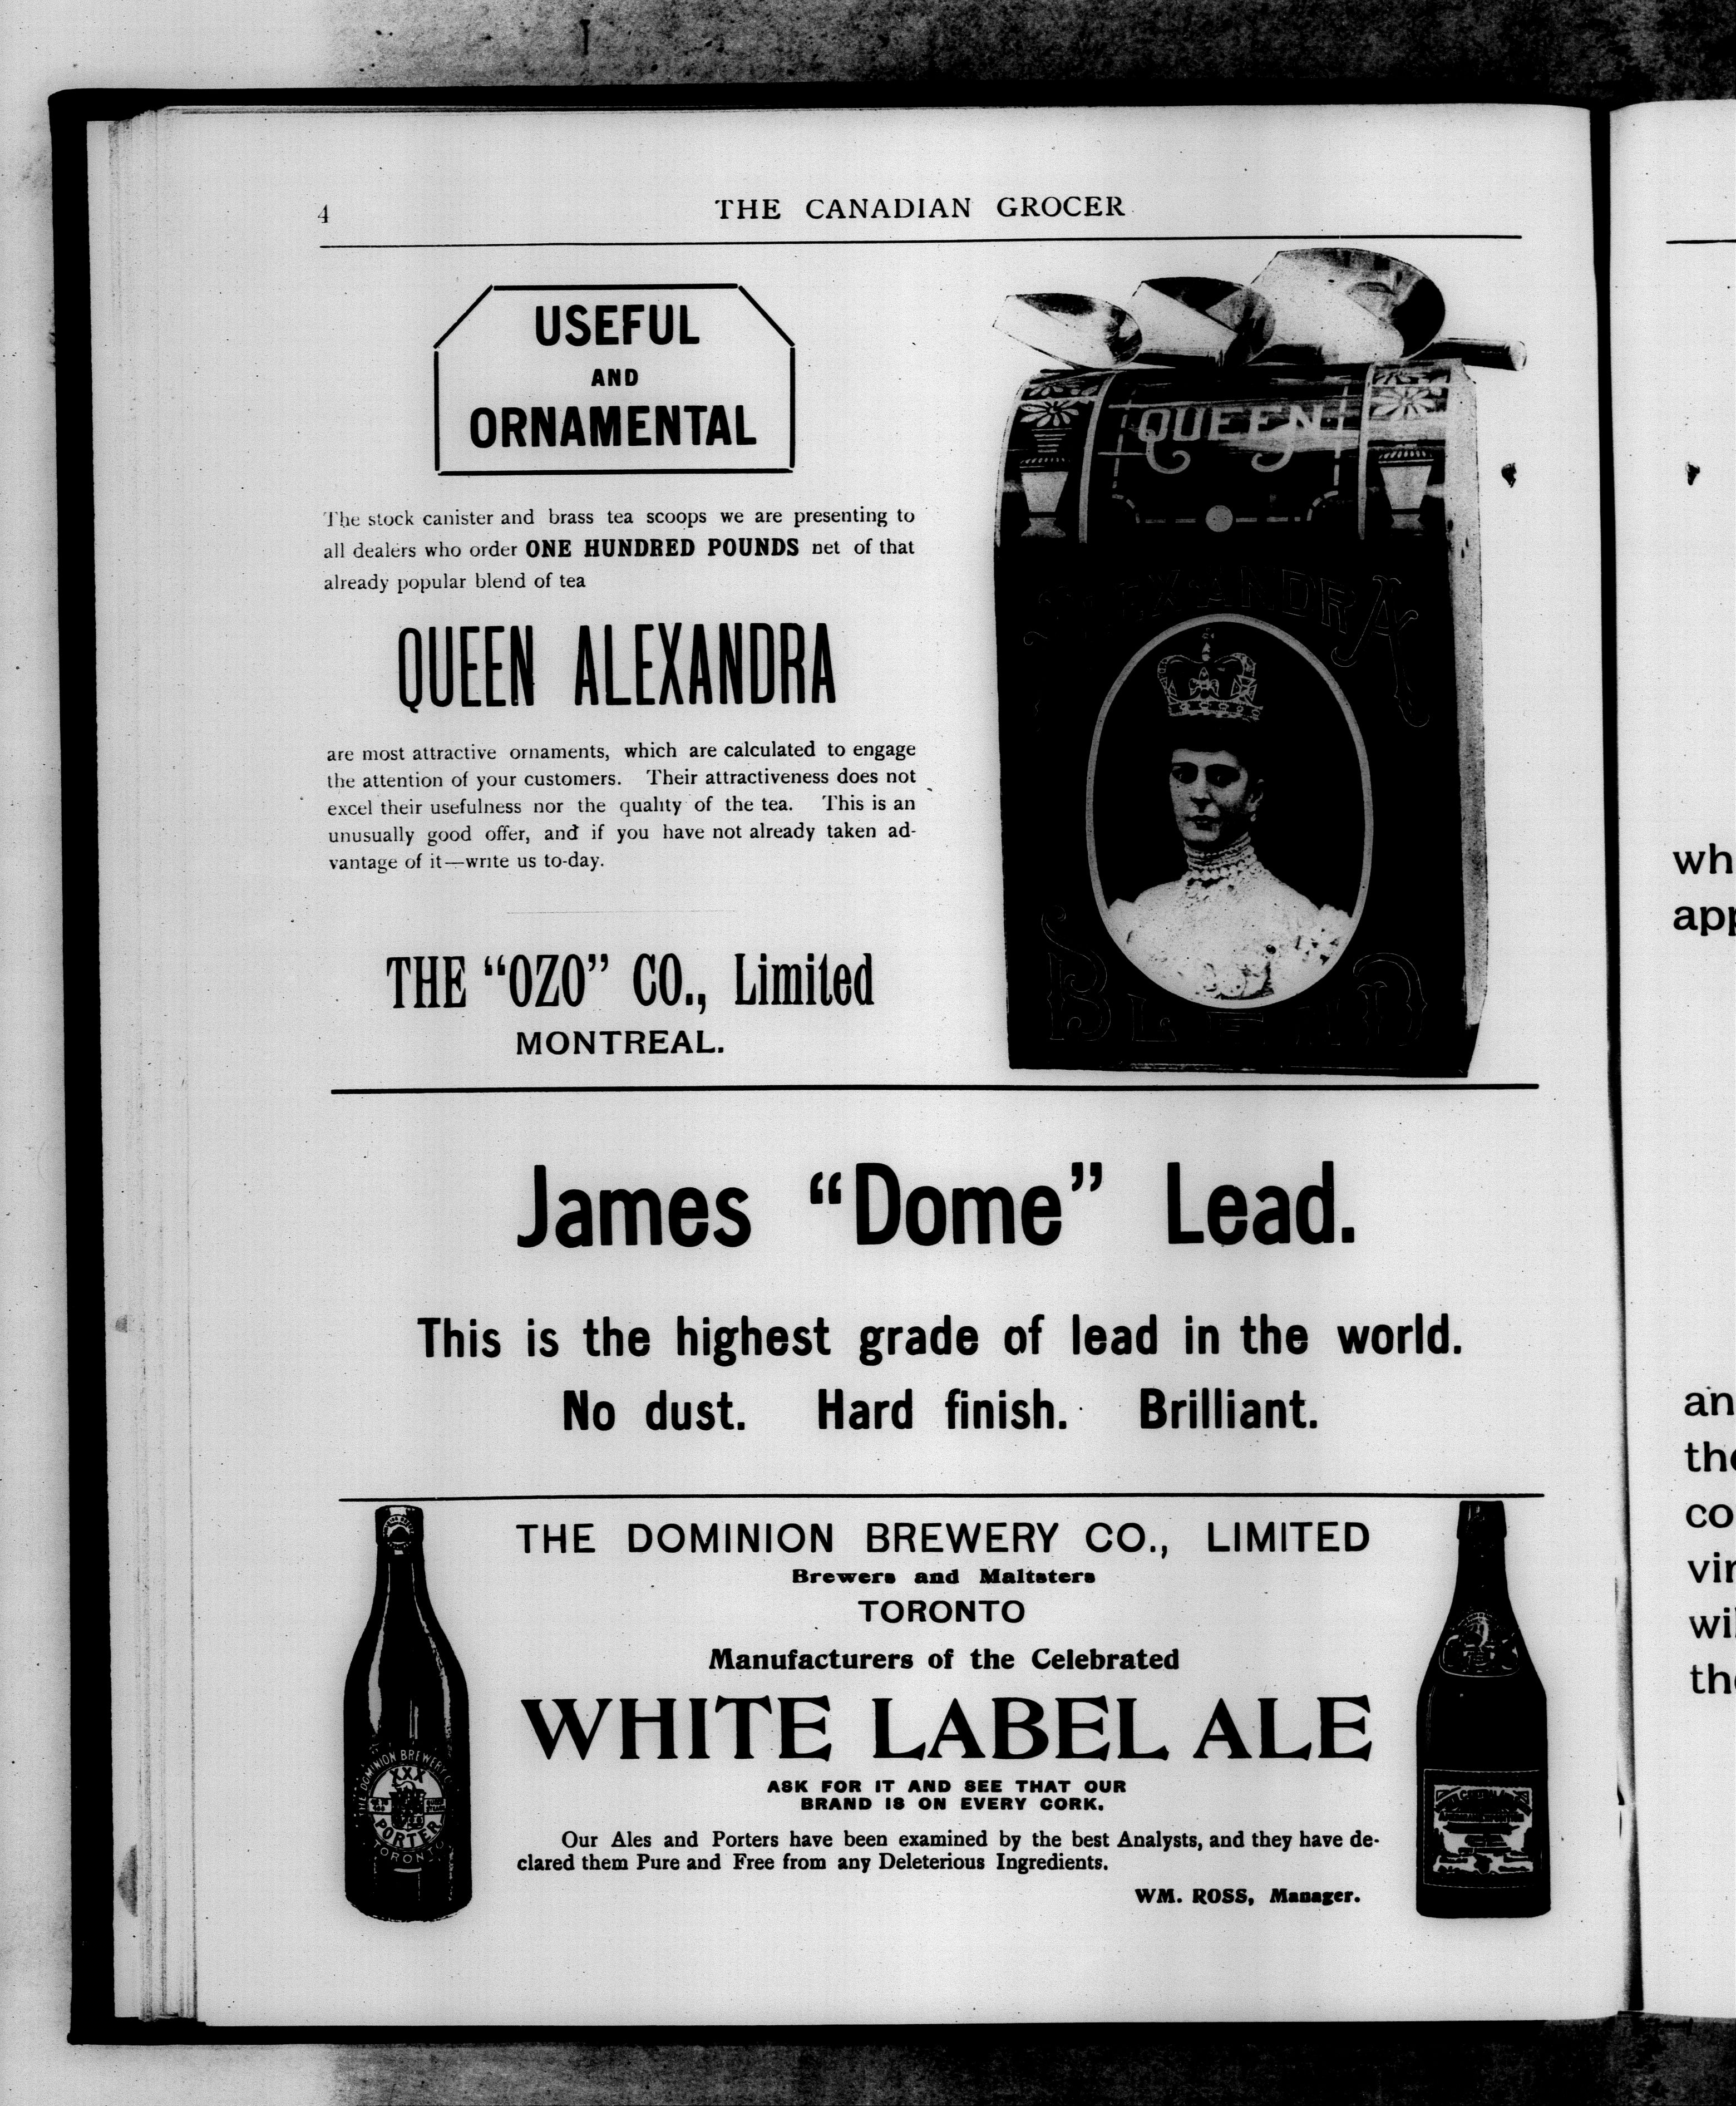 4
THE CANADIAN GROCER
USEFUL
AND
ORNAMENTAL
The stock canister and brass tea scoops we are presenting to
all dealers who order ONE HUNDRED POUNDS net of that
already popular blend of tea
QUEEN ALEXANDRA
are most attractive ornaments, which are calculated to engage
the attention of your customers. Their attractiveness does not
excel their usefulness nor the quality of the tea. This is an
unusually good offer, and if you have not already taken ad-
vantage of it—write us to-day.
THE “OZO” CO., Limited
MONTREAL.
QUEEN
ALEXANDRA
BLEND
James “Dome” Lead.
This is the highest grade of lead in the world.
No dust. Hard finish. Brilliant.
THE DOMINION BREWERY CO., LIMITED
Brewers and Maltsters
TORONTO
Manufacturers of the Celebrated
WHITE LABEL ALE
ASK FOR IT AND SEE THAT OUR
BRAND IS ON EVERY CORK.
Our Ales and Porters have been examined by the best Analysts, and they have de-
clared them Pure and Free from any Deleterious Ingredients.
WM. ROSS, Manager.
THE DOMINION BREWERY
XXX
PORTER
TORONTO
wh
app
an
the
co
vin
wil
the